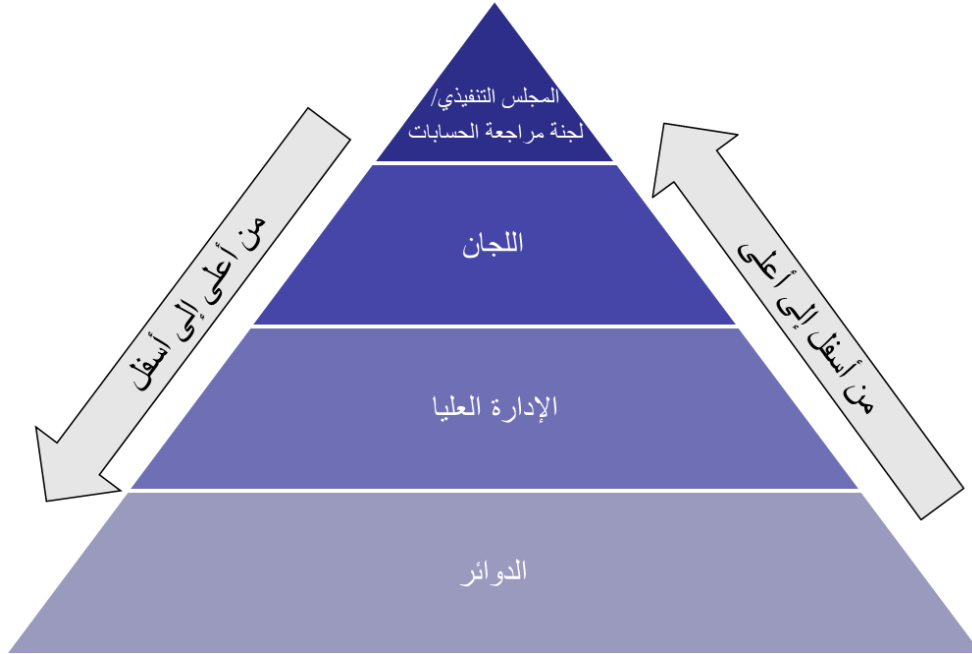 المجلس التنفيذي/
لجنة مراجعة الحسابات
من أعلى إلى أسفل
من أسفل إلى أعلى
اللجان
الإدارة العليا
الدوائر